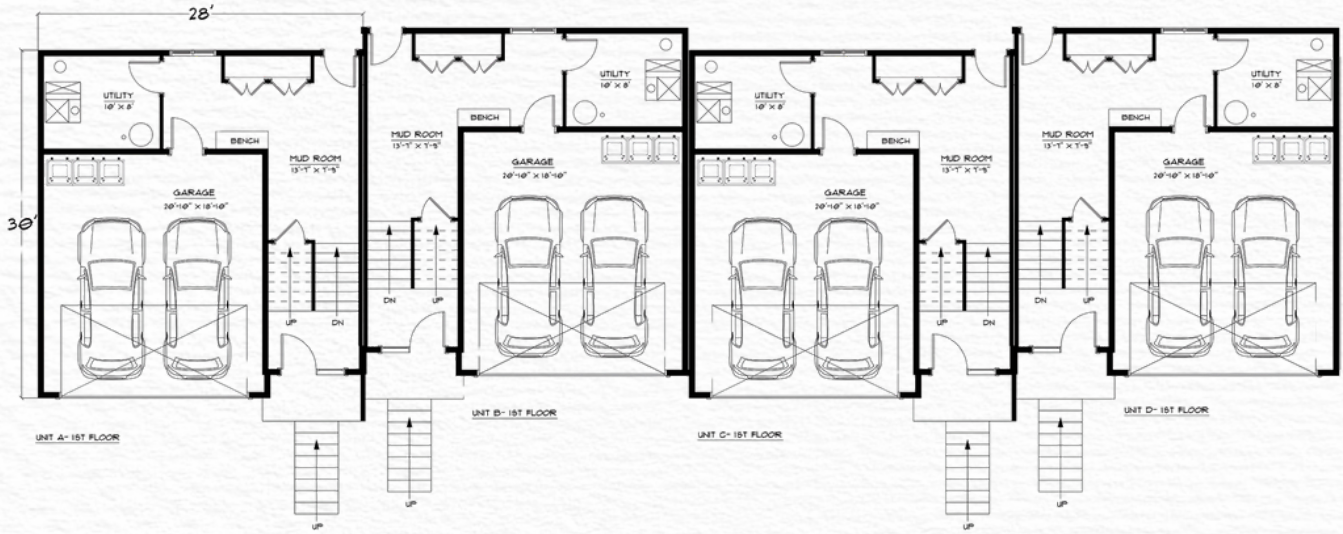 28'
30'
UTILITY
10' X 8'
BENCH
MUD ROOM
13'-7" X 7'-5"
GARAGE
20'-10" X 18'-10"
UP
DN
UP
UNIT A- 1ST FLOOR
UTILITY
10' X 8'
BENCH
MUD ROOM
13'-7" X 7'-5"
GARAGE
20'-10" X 18'-10"
DN
UP
UP
UNIT B- 1ST FLOOR
UTILITY
10' X 8'
BENCH
MUD ROOM
13'-7" X 7'-5"
GARAGE
20'-10" X 18'-10"
UP
DN
UP
UNIT C- 1ST FLOOR
UTILITY
10' X 8'
BENCH
MUD ROOM
13'-7" X 7'-5"
GARAGE
20'-10" X 18'-10"
DN
UP
UP
UNIT D- 1ST FLOOR